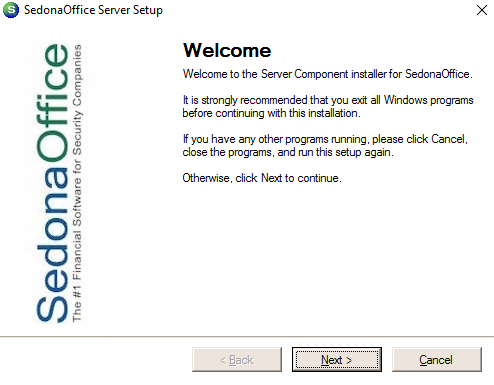 SedonaOffice Server Setup
SedonaOffice
The #1 Financial Software for Security Companies
Welcome
Welcome to the Server Component installer for SedonaOffice.
It is strongly recommended that you exit all Windows programs
before continuing with this installation.
If you have any other programs running, please click Cancel,
close the programs, and run this setup again.
Otherwise, click Next to continue.
< Back
Next >
Cancel